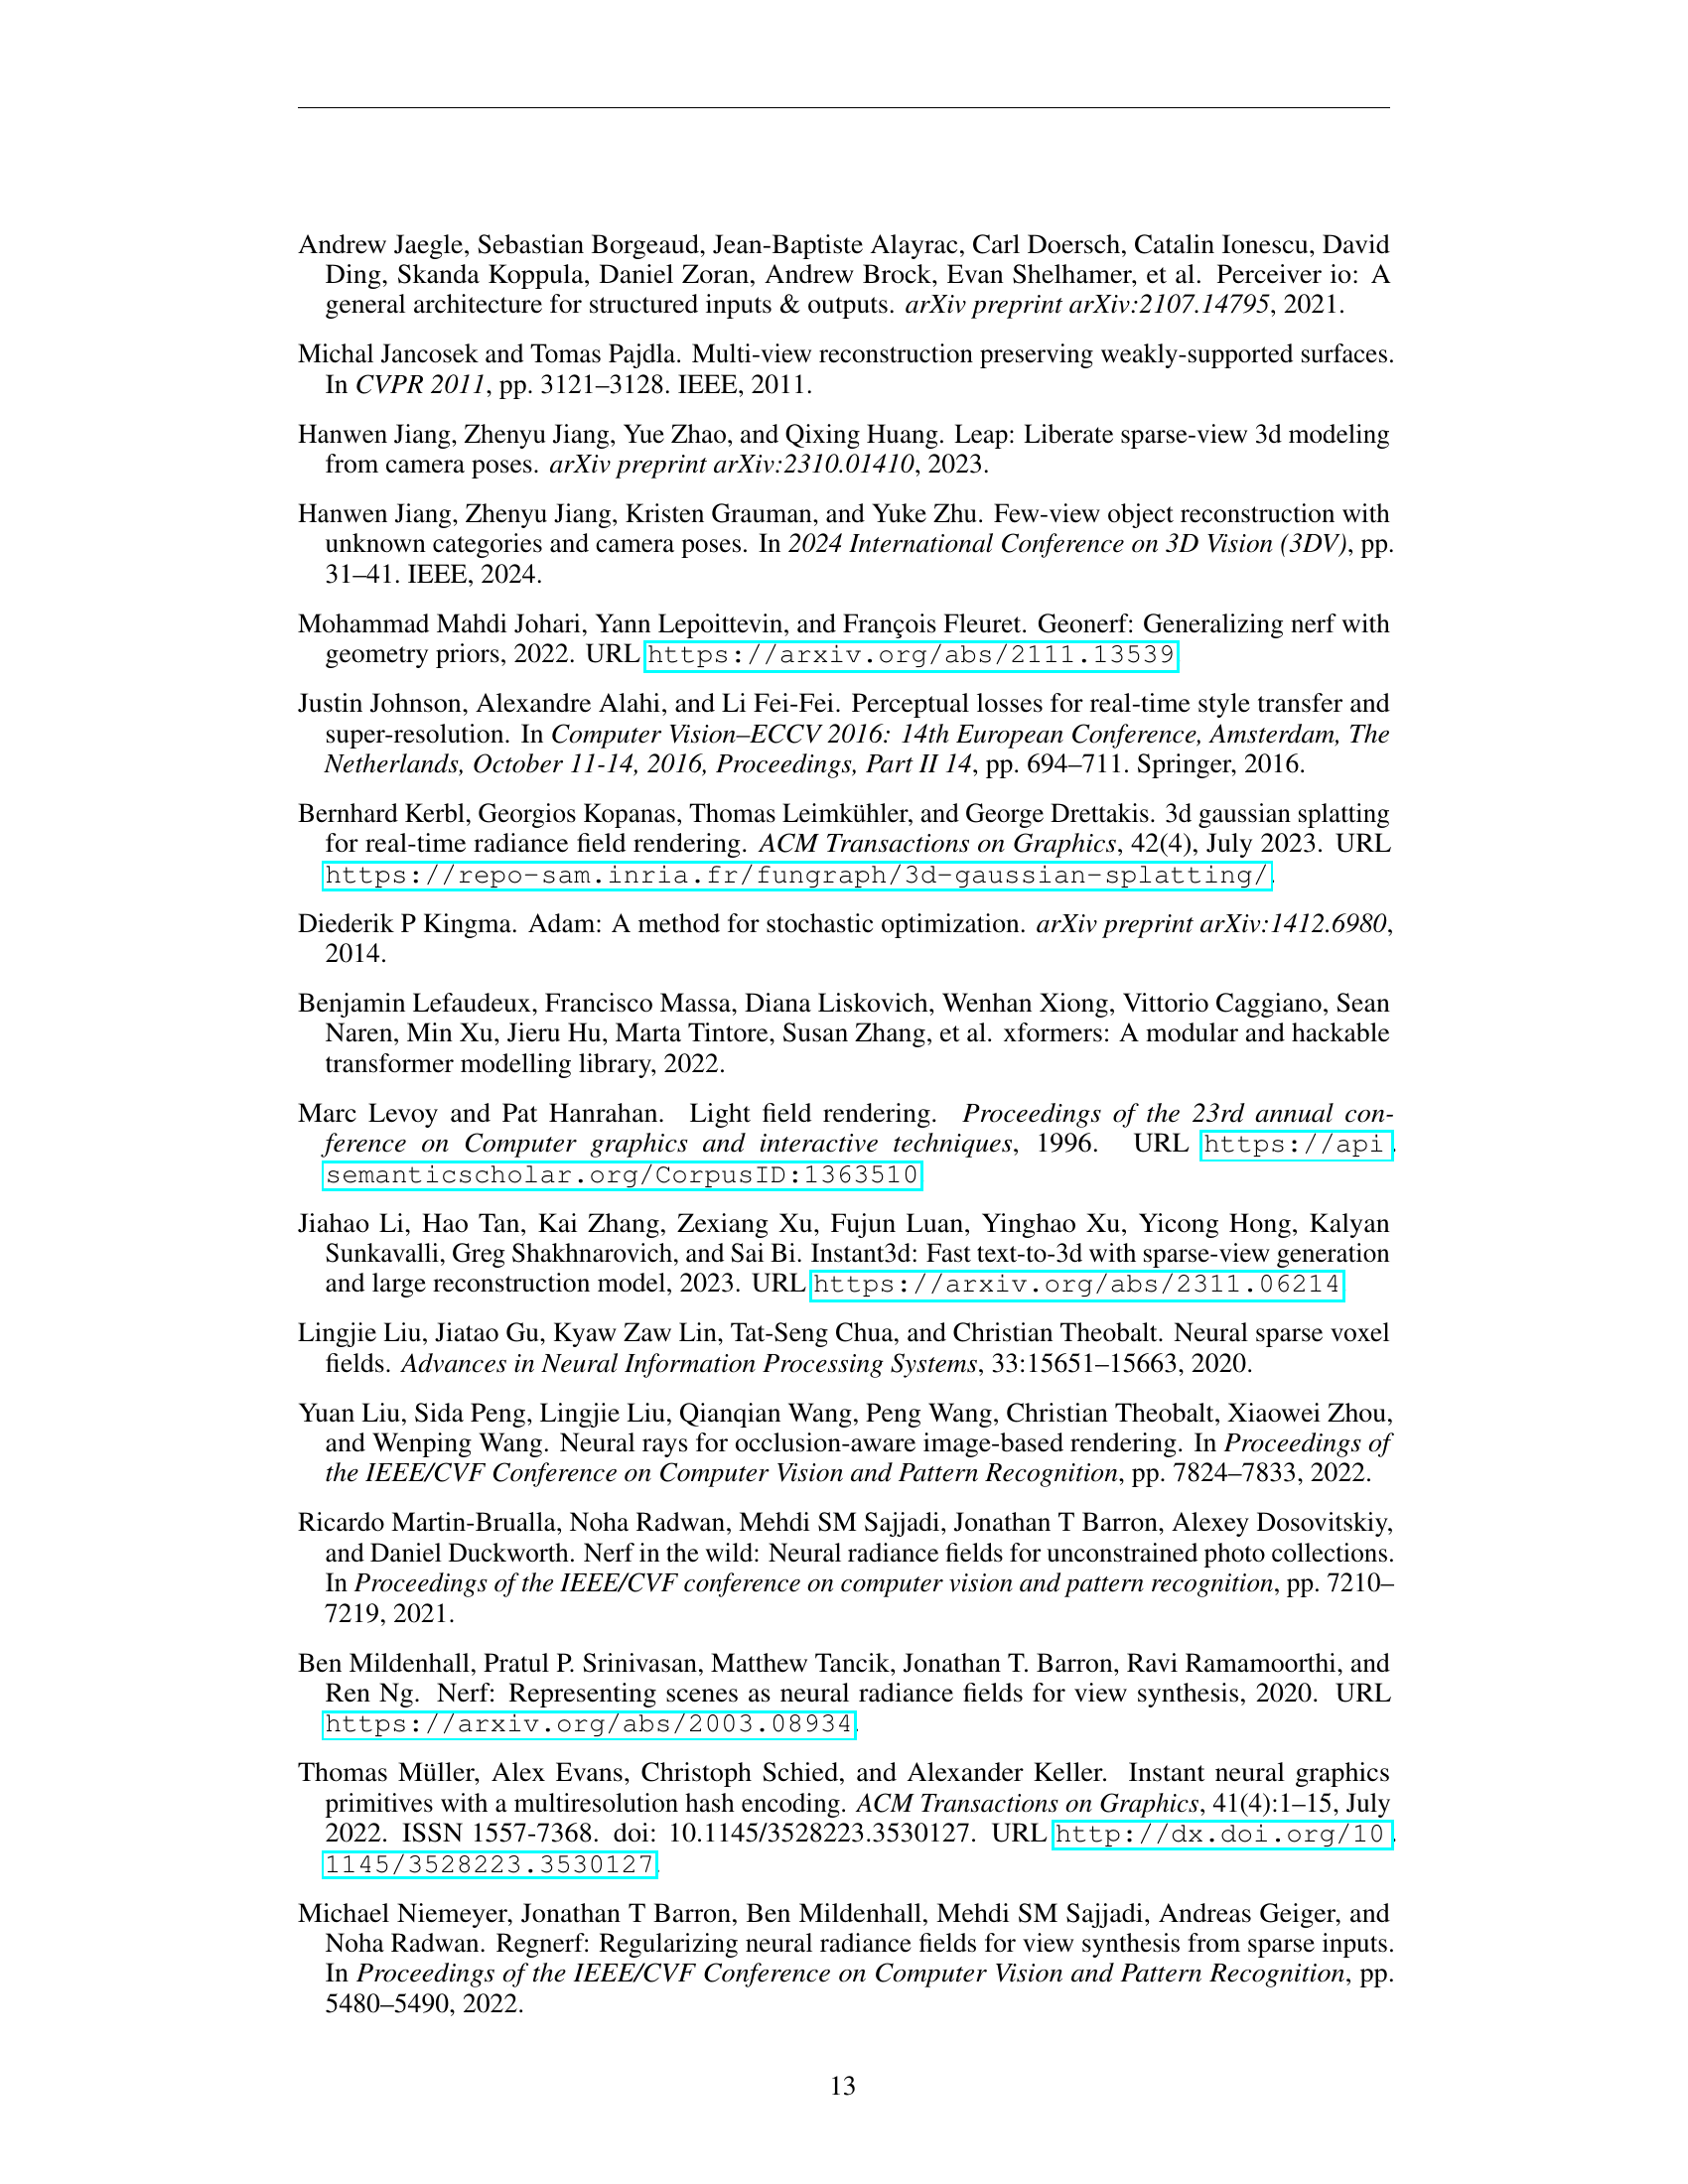 Andrew Jaegle, Sebastian Borgeaud, Jean-Baptiste Alayrac, Carl Doersch, Catalin Ionescu, David
Ding, Skanda Koppula, Daniel Zoran, Andrew Brock, Evan Shelhamer, et al. Perceiver io: A
general architecture for structured inputs & outputs. arXiv preprint arXiv:2107.14795, 2021.
Michal Jancosek and Tomas Pajdla. Multi-view reconstruction preserving weakly-supported surfaces.
In CVPR 2011, pp. 3121–3128. IEEE, 2011.
Hanwen Jiang, Zhenyu Jiang, Yue Zhao, and Qixing Huang. Leap: Liberate sparse-view 3d modeling
from camera poses. arXiv preprint arXiv:2310.01410, 2023.
Hanwen Jiang, Zhenyu Jiang, Kristen Grauman, and Yuke Zhu. Few-view object reconstruction with
unknown categories and camera poses. In 2024 International Conference on 3D Vision (3DV), pp.
31–41. IEEE, 2024.
Mohammad Mahdi Johari, Yann Lepoittevin, and François Fleuret. Geonerf: Generalizing nerf with
geometry priors, 2022. URL https://arxiv.org/abs/2111.13539
Justin Johnson, Alexandre Alahi, and Li Fei-Fei. Perceptual losses for real-time style transfer and
super-resolution. In Computer Vision–ECCV 2016: 14th European Conference, Amsterdam, The
Netherlands, October 11-14, 2016, Proceedings, Part II 14, pp. 694–711. Springer, 2016.
Bernhard Kerbl, Georgios Kopanas, Thomas Leimkühler, and George Drettakis. 3d gaussian splatting
for real-time radiance field rendering. ACM Transactions on Graphics, 42(4), July 2023. URL
https://repo-sam.inria.fr/fungraph/3d-gaussian-splatting/.
Diederik P Kingma. Adam: A method for stochastic optimization. arXiv preprint arXiv:1412.6980,
2014.
Benjamin Lefaudeux, Francisco Massa, Diana Liskovich, Wenhan Xiong, Vittorio Caggiano, Sean
Naren, Min Xu, Jieru Hu, Marta Tintore, Susan Zhang, et al. xformers: A modular and hackable
transformer modelling library, 2022.
Marc Levoy and Pat Hanrahan. Light field rendering. Proceedings of the 23rd annual con-
ference on Computer graphics and interactive techniques, 1996. URL https://api.
semanticscholar.org/CorpusID:1363510
Jiahao Li, Hao Tan, Kai Zhang, Zexiang Xu, Fujun Luan, Yinghao Xu, Yicong Hong, Kalyan
Sunkavalli, Greg Shakhnarovich, and Sai Bi. Instant3d: Fast text-to-3d with sparse-view generation
and large reconstruction model, 2023. URL https://arxiv.org/abs/2311.06214
Lingjie Liu, Jiatao Gu, Kyaw Zaw Lin, Tat-Seng Chua, and Christian Theobalt. Neural sparse voxel
fields. Advances in Neural Information Processing Systems, 33:15651–15663, 2020.
Yuan Liu, Sida Peng, Lingjie Liu, Qianqian Wang, Peng Wang, Christian Theobalt, Xiaowei Zhou,
and Wenping Wang. Neural rays for occlusion-aware image-based rendering. In Proceedings of
the IEEE/CVF Conference on Computer Vision and Pattern Recognition, pp. 7824–7833, 2022.
Ricardo Martin-Brualla, Noha Radwan, Mehdi SM Sajjadi, Jonathan T Barron, Alexey Dosovitskiy,
and Daniel Duckworth. Nerf in the wild: Neural radiance fields for unconstrained photo collections.
In Proceedings of the IEEE/CVF conference on computer vision and pattern recognition, pp. 7210–
7219, 2021.
Ben Mildenhall, Pratul P. Srinivasan, Matthew Tancik, Jonathan T. Barron, Ravi Ramamoorthi, and
Ren Ng. Nerf: Representing scenes as neural radiance fields for view synthesis, 2020. URL
https://arxiv.org/abs/2003.08934.
Thomas Müller, Alex Evans, Christoph Schied, and Alexander Keller. Instant neural graphics
primitives with a multiresolution hash encoding. ACM Transactions on Graphics, 41(4):1–15, July
2022. ISSN 1557-7368. doi: 10.1145/3528223.3530127. URL http://dx.doi.org/10.
1145/3528223.3530127.
Michael Niemeyer, Jonathan T Barron, Ben Mildenhall, Mehdi SM Sajjadi, Andreas Geiger, and
Noha Radwan. Regnerf: Regularizing neural radiance fields for view synthesis from sparse inputs.
In Proceedings of the IEEE/CVF Conference on Computer Vision and Pattern Recognition, pp.
5480–5490, 2022.
13